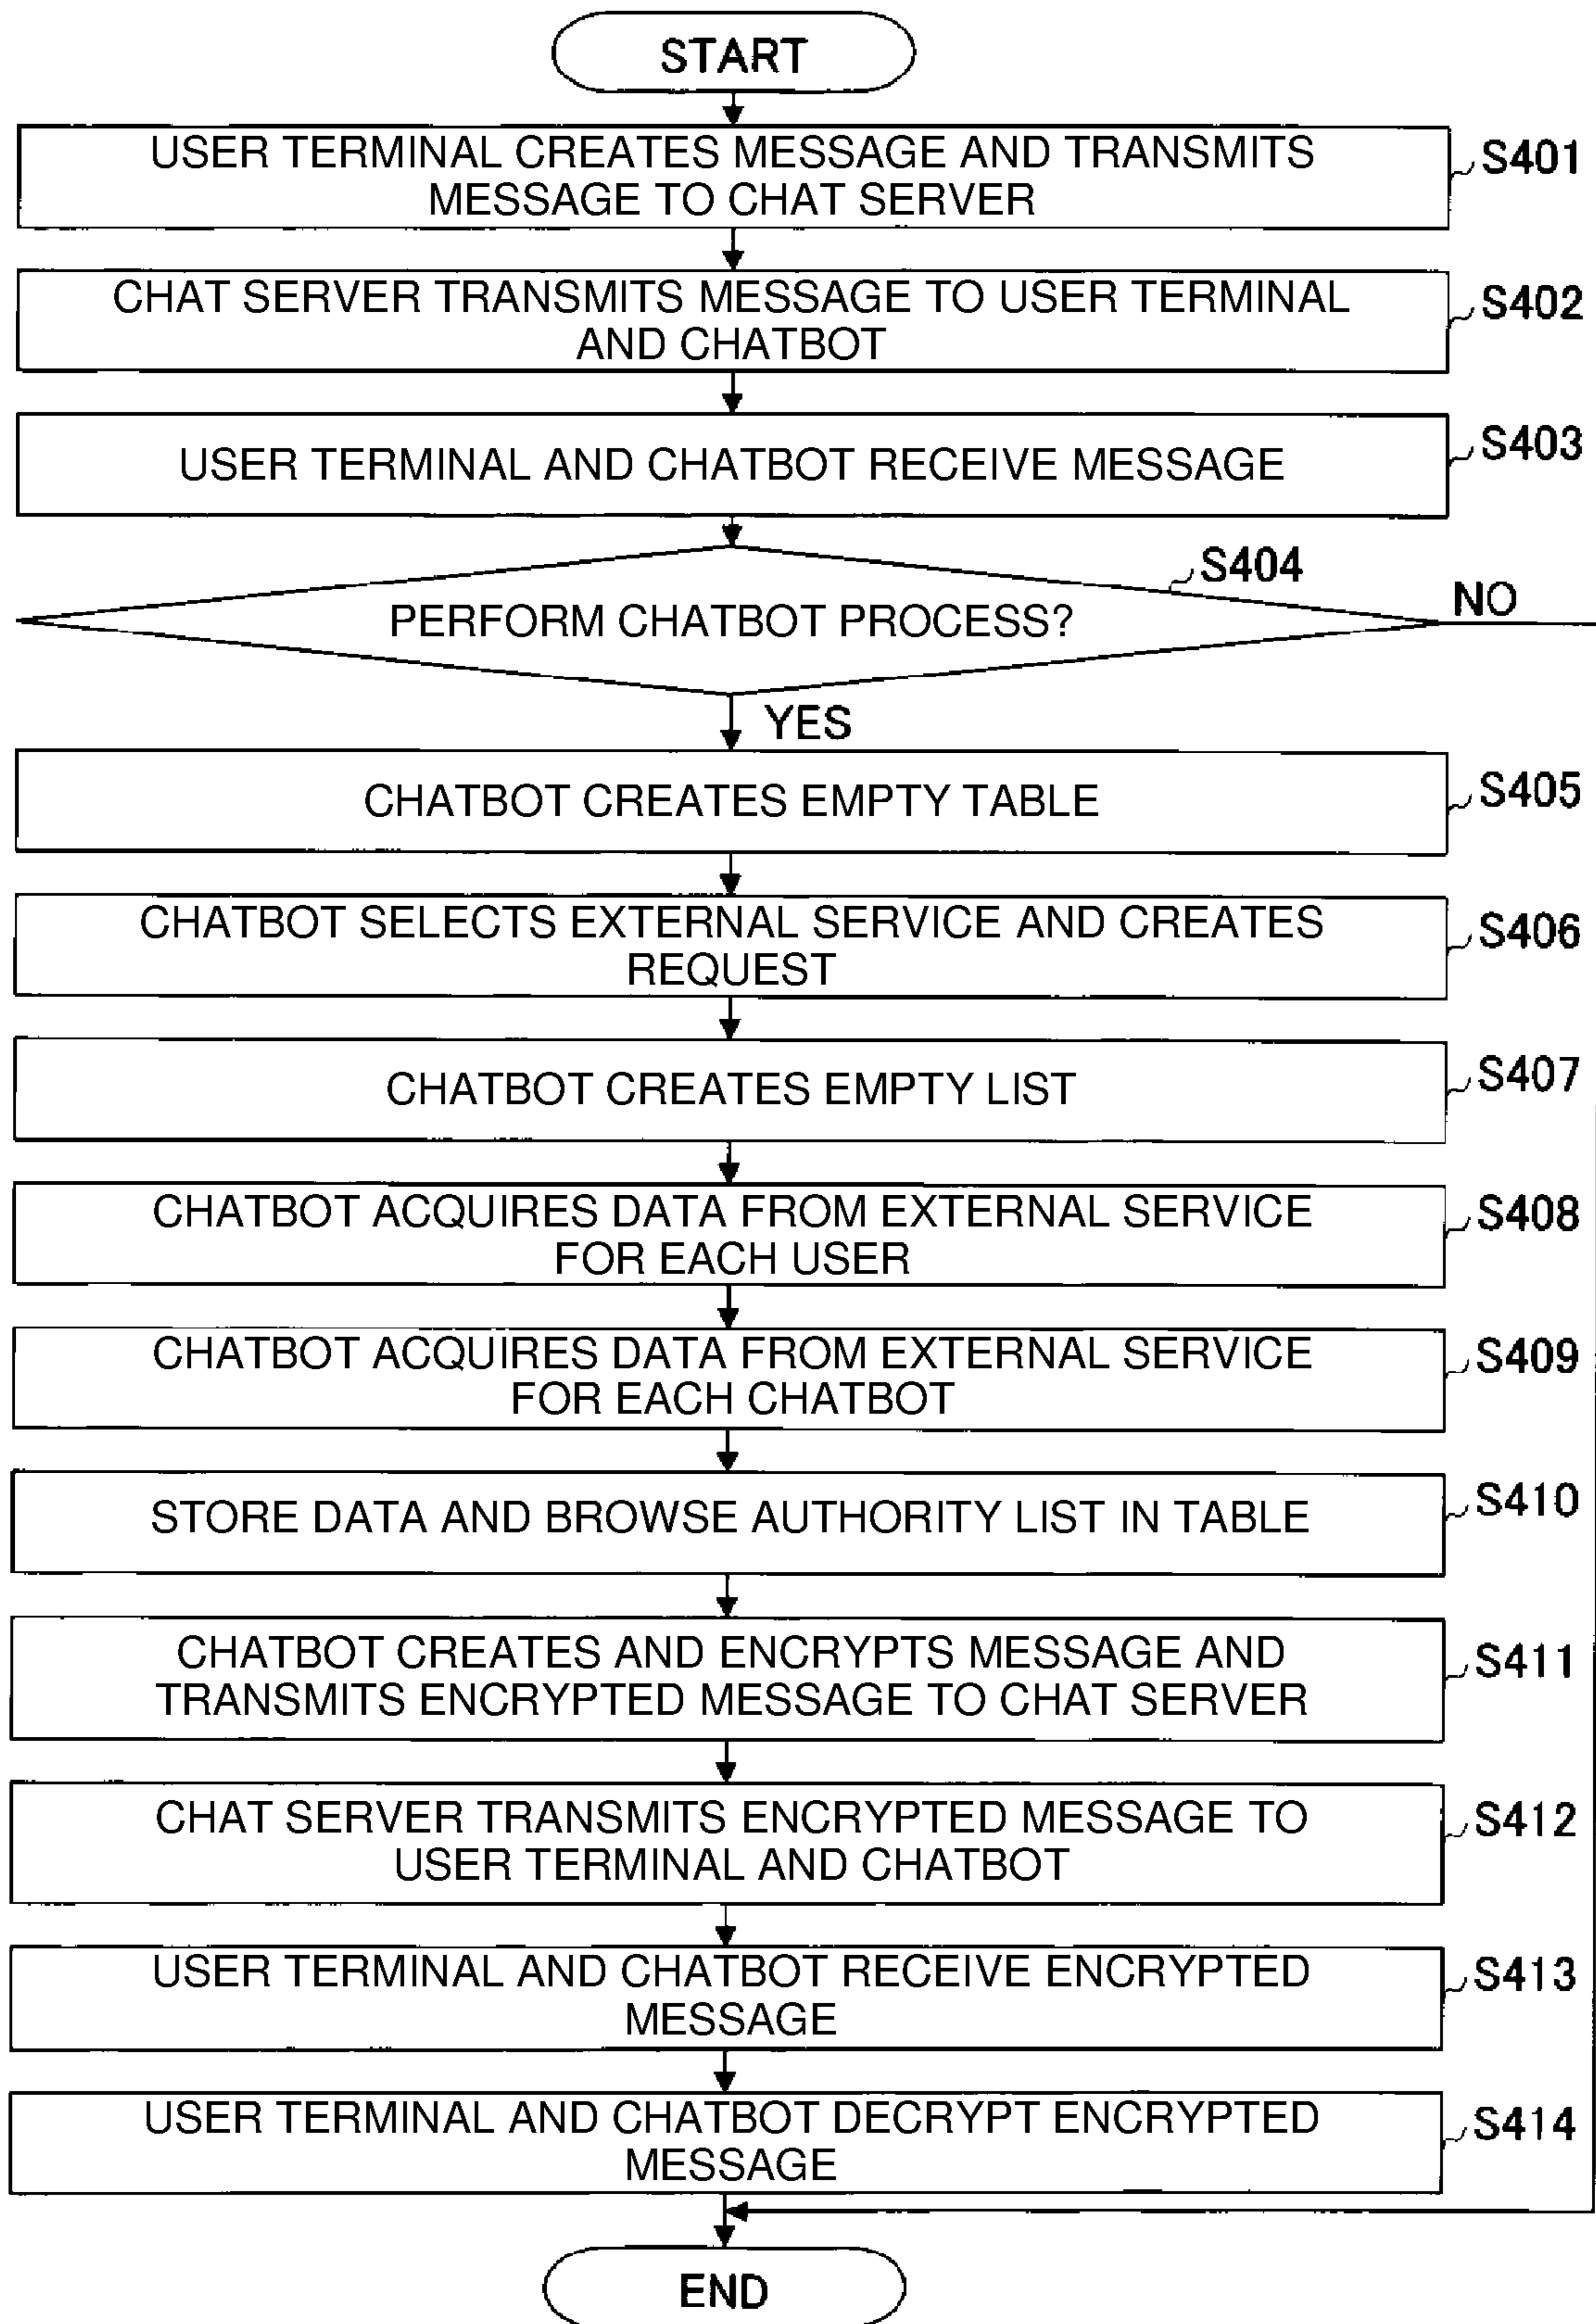 START
USER TERMINAL CREATES MESSAGE AND TRANSMITS
MESSAGE TO CHAT SERVER
S401
CHAT SERVER TRANSMITS MESSAGE TO USER TERMINAL
AND CHATBOT
S402
USER TERMINAL AND CHATBOT RECEIVE MESSAGE
S403
S404
PERFORM CHATBOT PROCESS?
NO
YES
CHATBOT CREATES EMPTY TABLE
S405
CHATBOT SELECTS EXTERNAL SERVICE AND CREATES
REQUEST
S406
CHATBOT CREATES EMPTY LIST
S407
CHATBOT ACQUIRES DATA FROM EXTERNAL SERVICE
FOR EACH USER
S408
CHATBOT ACQUIRES DATA FROM EXTERNAL SERVICE
FOR EACH CHATBOT
S409
STORE DATA AND BROWSE AUTHORITY LIST IN TABLE
S410
CHATBOT CREATES AND ENCRYPTS MESSAGE AND
TRANSMITS ENCRYPTED MESSAGE TO CHAT SERVER
S411
CHAT SERVER TRANSMITS ENCRYPTED MESSAGE TO
USER TERMINAL AND CHATBOT
S412
USER TERMINAL AND CHATBOT RECEIVE ENCRYPTED
MESSAGE
S413
USER TERMINAL AND CHATBOT DECRYPT ENCRYPTED
MESSAGE
S414
END